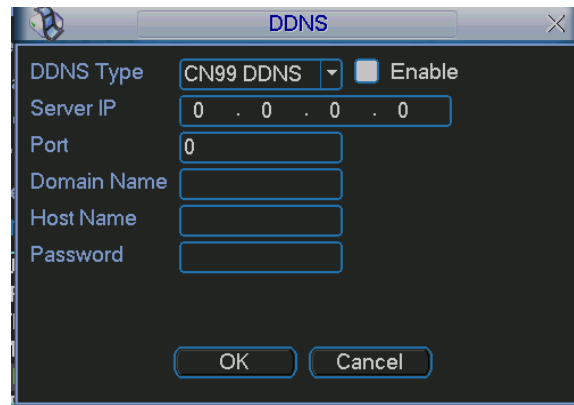 DDNS
DDNS Type CN99 DDNS Enable
Server IP 0 . 0 . 0 . 0
Port 0
Domain Name
Host Name
Password
OK Cancel